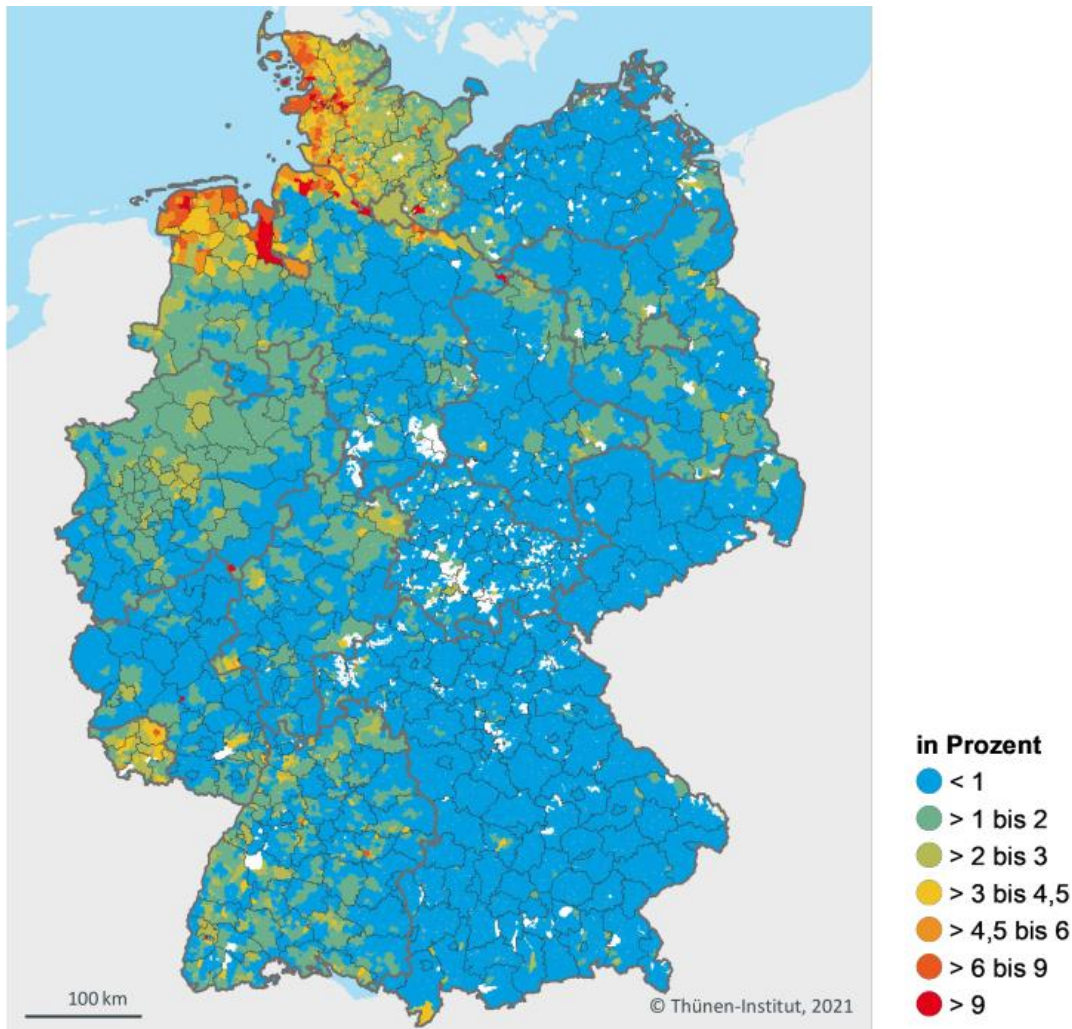 in Prozent
< 1
> 1 bis 2
> 2 bis 3
> 3 bis 4,5
> 4,5 bis 6
> 6 bis 9
> 9
100 km
© Thünen-Institut, 2021